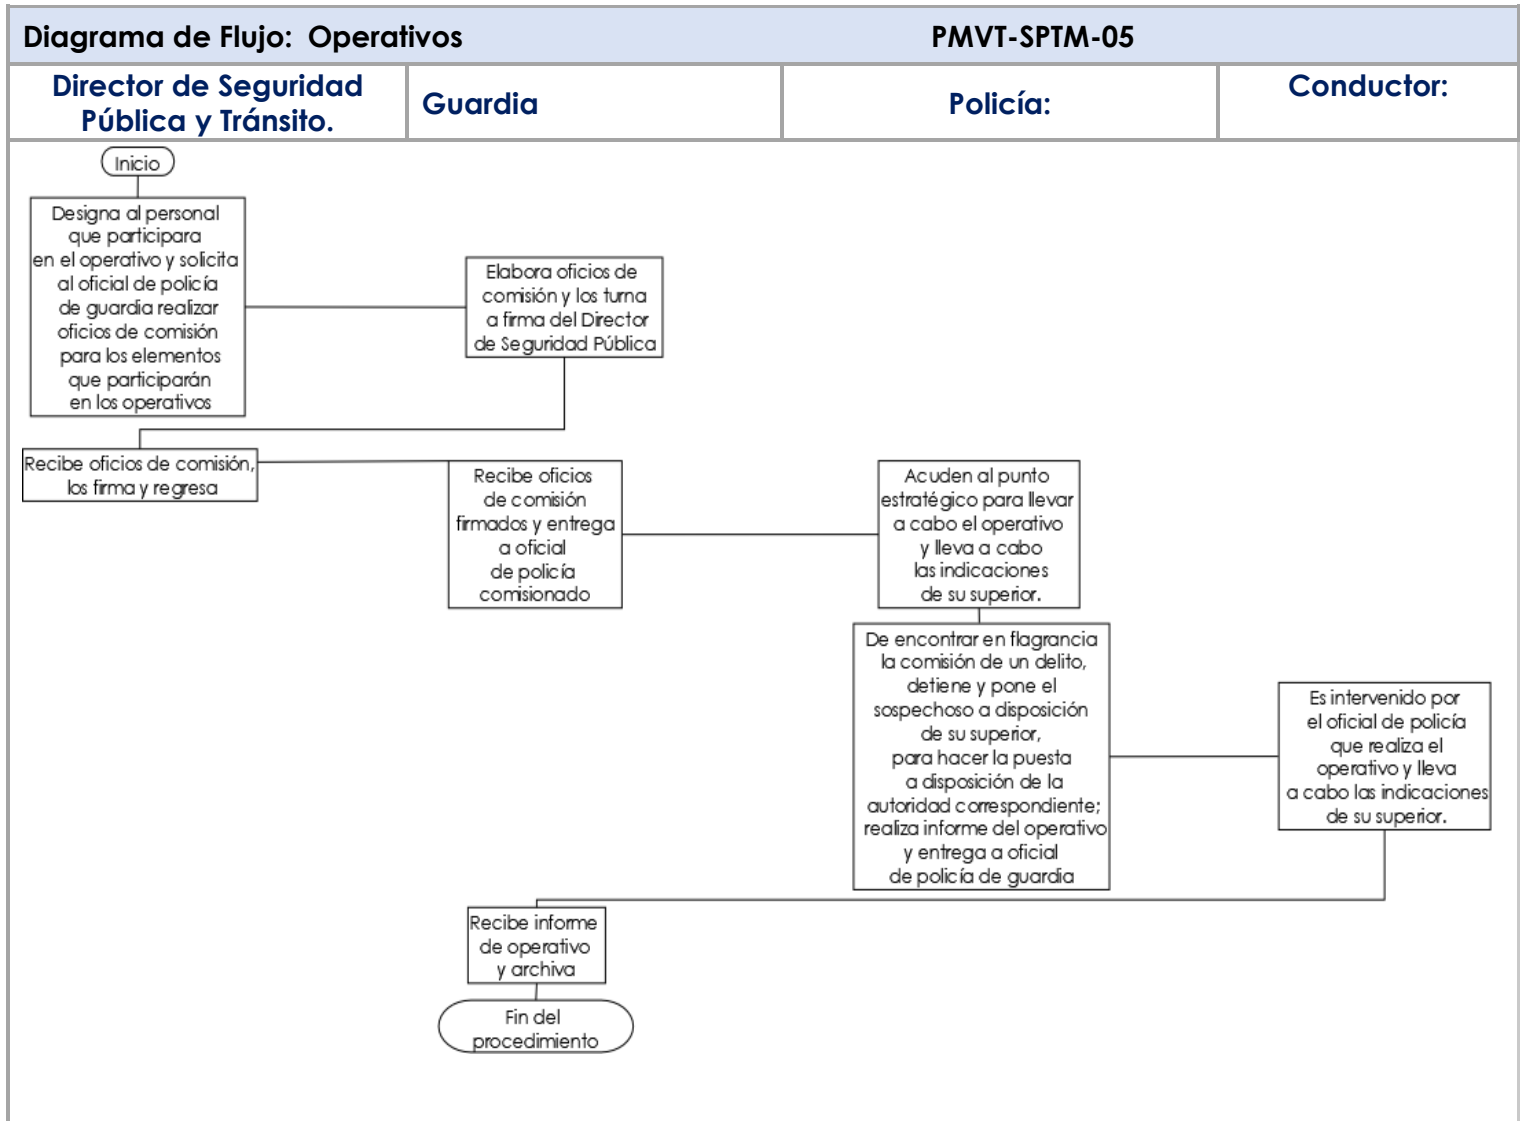 Diagrama de Flujo: Operativos PMVT-SPTM-05
Director de Seguridad
Pública y Tránsito.
Guardia
Policía:
Conductor:
Inicio
Designa al personal
que participara
en el operativo y solicita
al oficial de policía
de guardia realizar
oficios de comisión
para los elementos
que participarán
en los operativos
Elabora oficios de
comisión y los turna
a firma del Director
de Seguridad Pública
Recibe oficios de comisión,
los firma y regresa
Recibe oficios
de comisión
firmados y entrega
a oficial
de policía
comisionado
Acuden al punto
estratégico para llevar
a cabo el operativo
y lleva a cabo
las indicaciones
de su superior.
De encontrar en flagrancia
la comisión de un delito,
detiene y pone el
sospechoso a disposición
de su superior,
para hacer la puesta
a disposición de la
autoridad correspondiente;
realiza informe del operativo
y entrega a oficial
de policía de guardia
Es intervenido por
el oficial de policía
que realiza el
operativo y lleva
a cabo las indicaciones
de su superior.
Recibe informe
de operativo
y archiva
Fin del
procedimiento